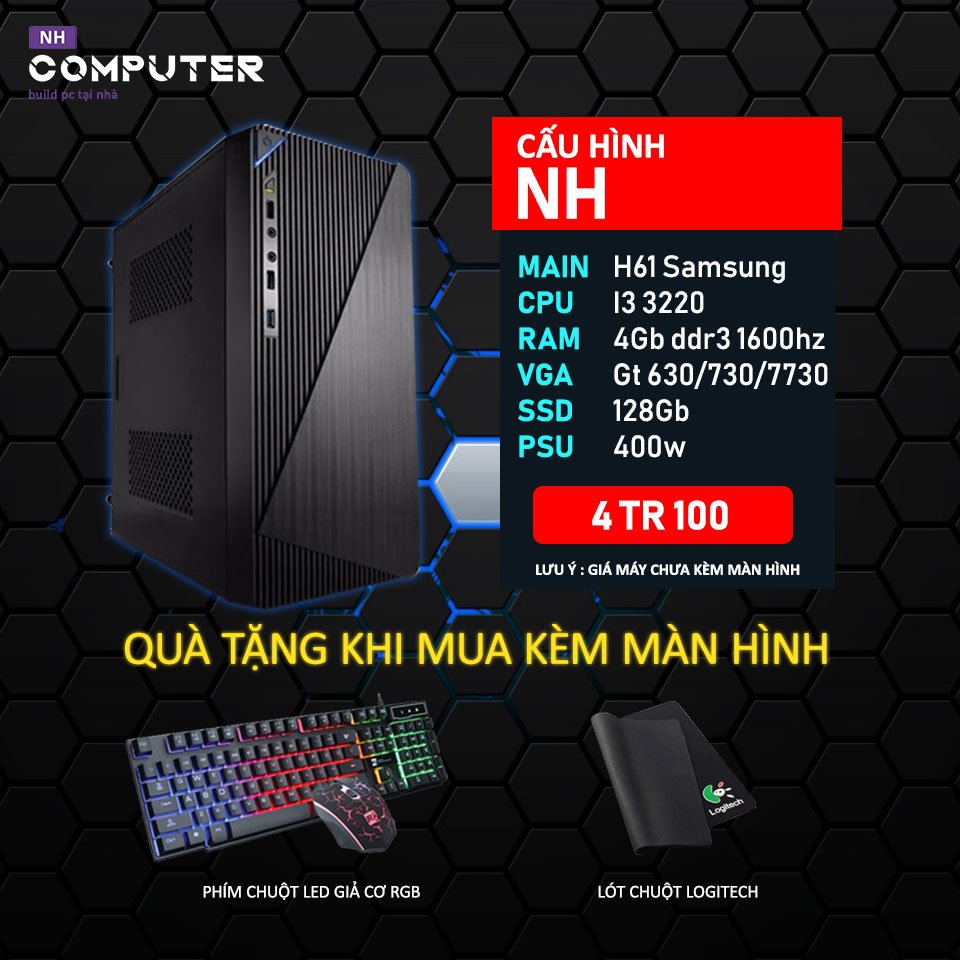 NH
COMPUTER
build pc tại nhà
CẤU HÌNH
NH
MAIN H61 Samsung
CPU I3 3220
RAM 4Gb ddr3 1600hz
VGA Gt 630/730/7730
SSD 128Gb
PSU 400w
4 TR 100
LƯU Ý : GIÁ MÁY CHƯA KÈM MÀN HÌNH
QUÀ TẶNG KHI MUA KÈM MÀN HÌNH
Logitech
PHÍM CHUỘT LED GIẢ CƠ RGB
LÓT CHUỘT LOGITECH